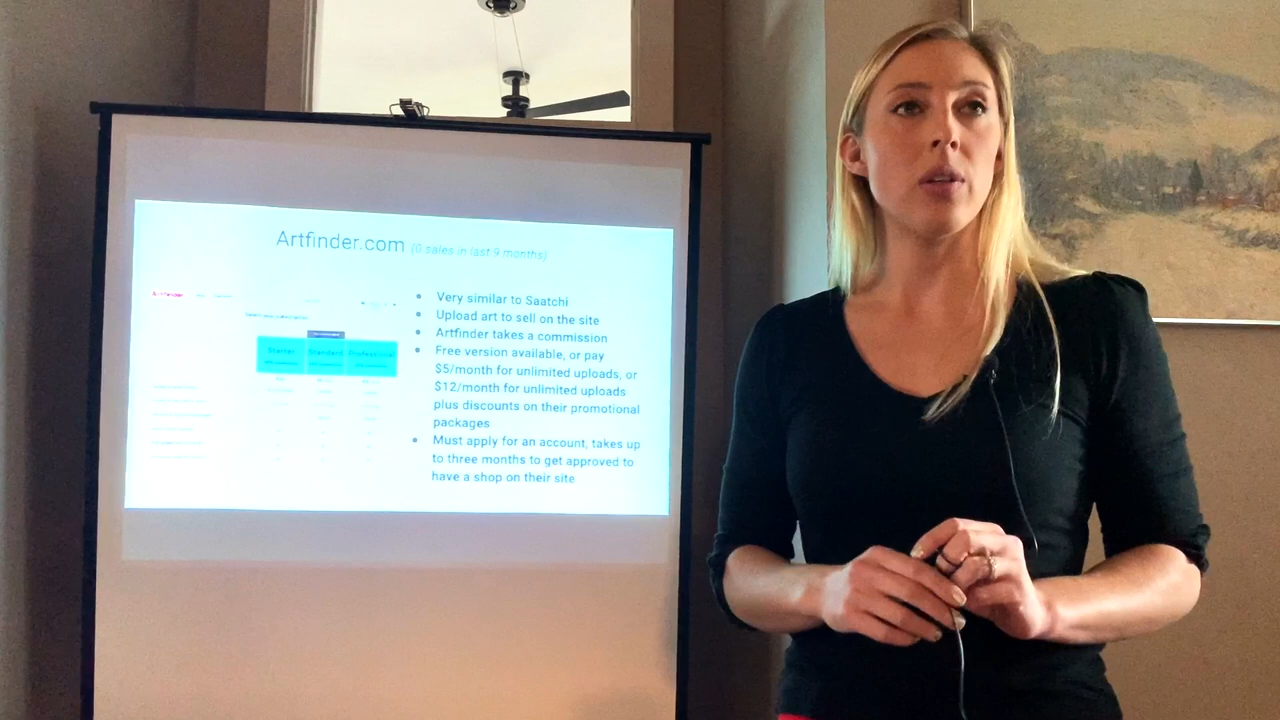 Artfinder.com (0 sales in last 9 months)
Artfinder
Starter Standard Professional
Very similar to Saatchi
Upload art to sell on the site
Artfinder takes a commission
Free version available, or pay
$5/month for unlimited uploads, or
$12/month for unlimited uploads
plus discounts on their promotional
packages
Must apply for an account, takes up
to three months to get approved to
have a shop on their site